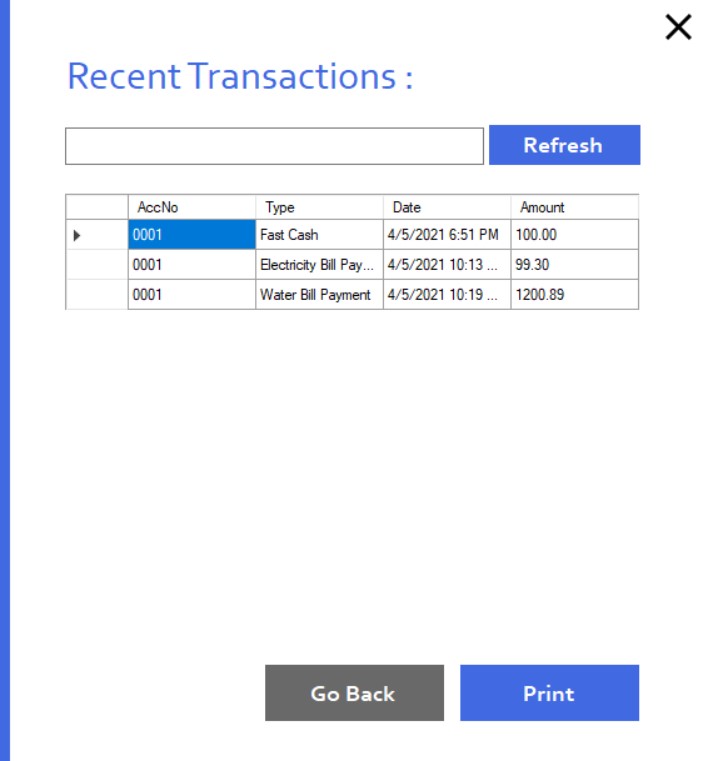 Recent Transactions :
Refresh
AccNo Type Date Amount
0001 Fast Cash 4/5/2021 6:51 PM 100.00
0001 Electricity Bill Pay... 4/5/2021 10:13 ... 99.30
0001 Water Bill Payment 4/5/2021 10:19 ... 1200.89
Go Back Print